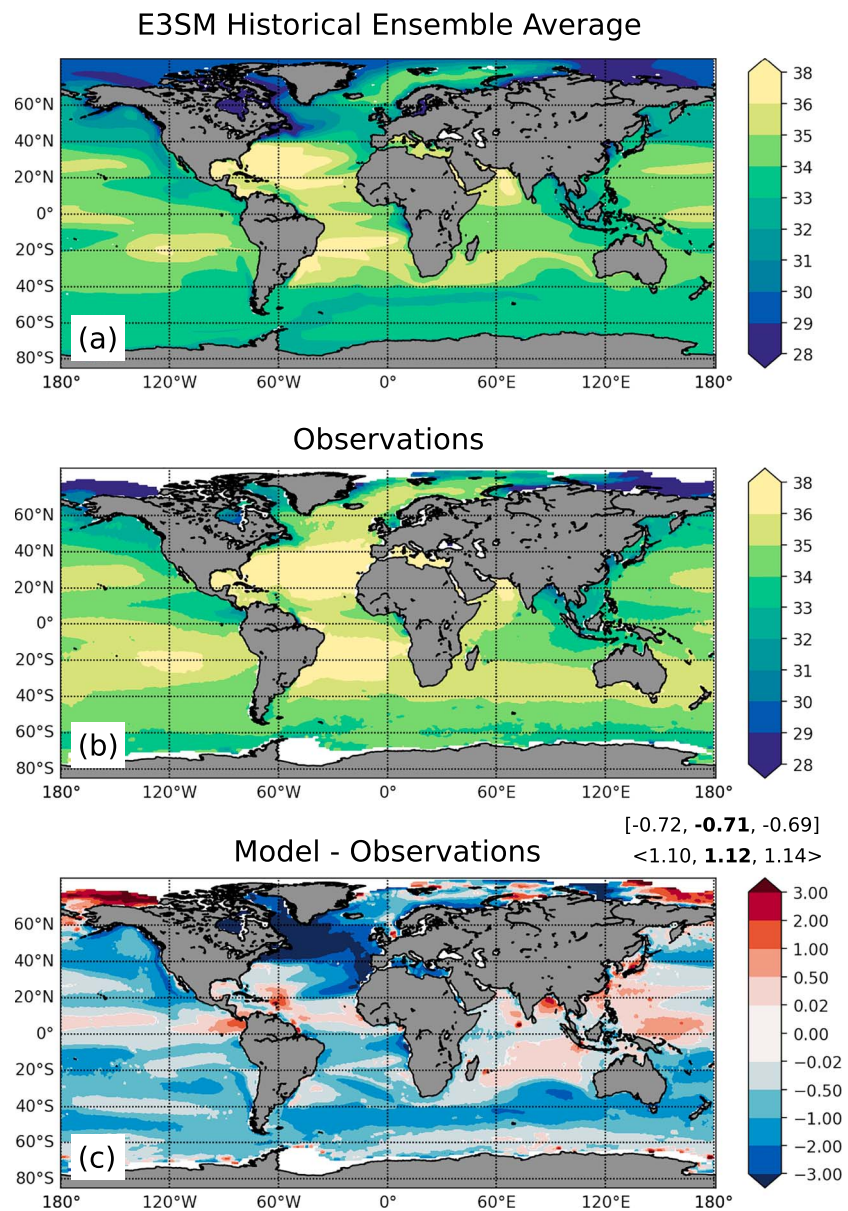 E3SM Historical Ensemble Average
38
36
35
34
33
32
31
30
29
28
60°N
40°N
20°N
0°
20°S
40°S
60°S
80°S
(a)
180° 120°W 60°W 0° 60°E 120°E 180°
Observations
38
36
35
34
33
32
31
30
29
28
60°N
40°N
20°N
0°
20°S
40°S
60°S
80°S
(b)
180° 120°W 60°W 0° 60°E 120°E 180°
[-0.72, -0.71, -0.69]
Model - Observations
<1.10, 1.12, 1.14>
3.00
2.00
1.00
0.50
0.02
0.00
−0.02
−0.50
−1.00
−2.00
−3.00
60°N
40°N
20°N
0°
20°S
40°S
60°S
80°S
(c)
180° 120°W 60°W 0° 60°E 120°E 180°